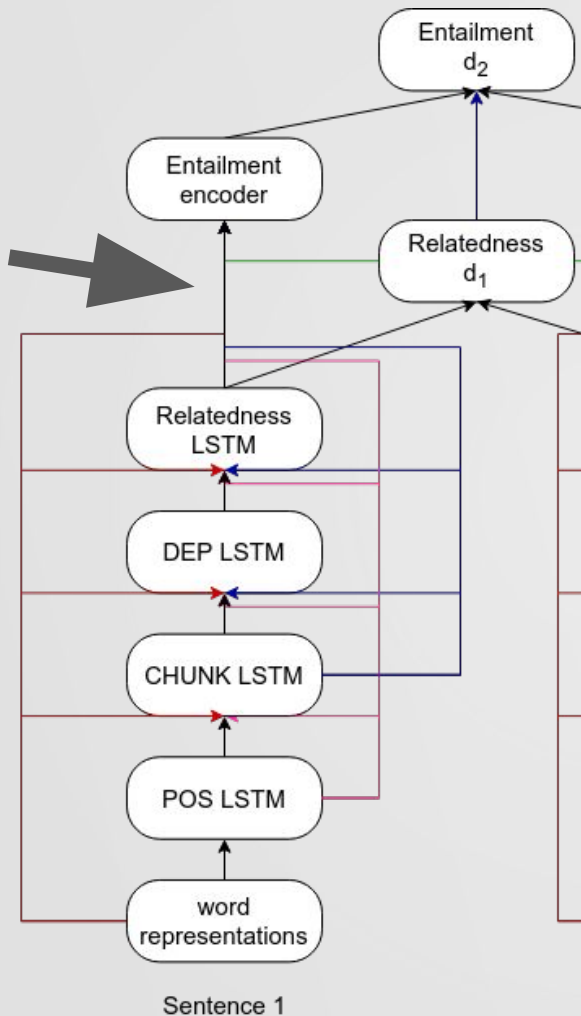 Entailment
d₂
Entailment
encoder
Relatedness
d₁
Relatedness
LSTM
DEP LSTM
CHUNK LSTM
POS LSTM
word
representations
Sentence 1